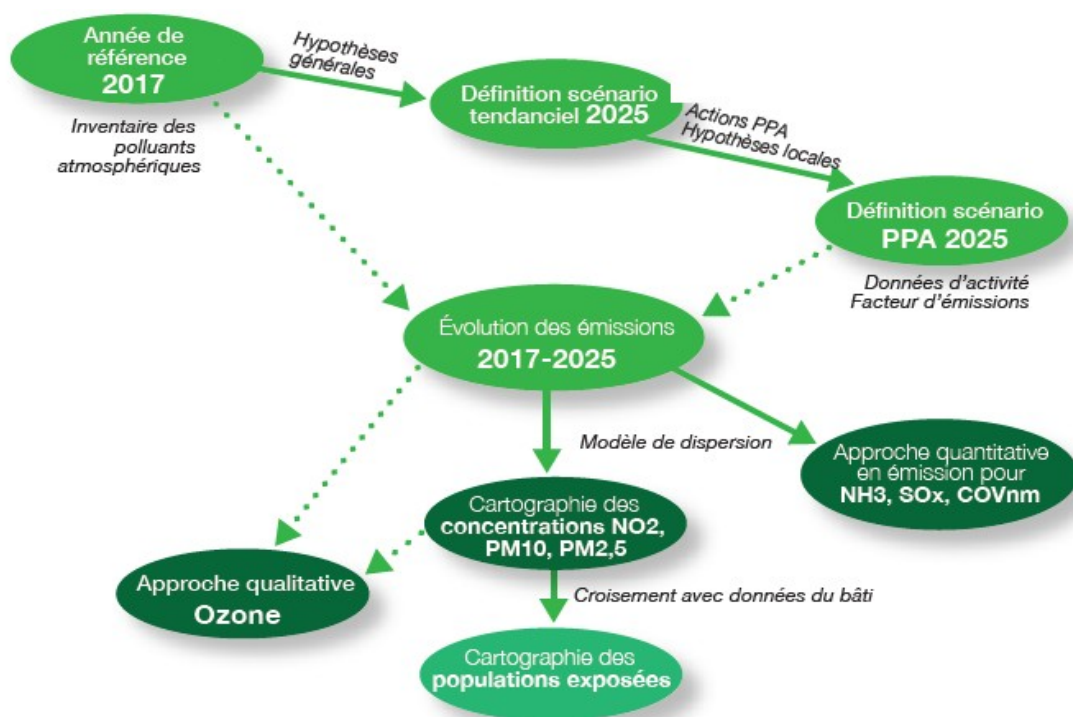 Année de
référence
2017
Hypothèses
générales
Inventaire des
polluants
atmosphériques
Définition scénario
tendanciel 2025
Actions PPA
Hypothèses locales
Définition scénario
PPA 2025
Données d'activité
Facteur d'émissions
Évolution des émissions
2017-2025
Modèle de dispersion
Approche quantitative
en émission pour
NH3, SOx, COVnm
Cartographie des
concentrations NO2,
PM10, PM2,5
Approche qualitative
Ozone
Croisement avec données du bâti
Cartographie des
populations exposées